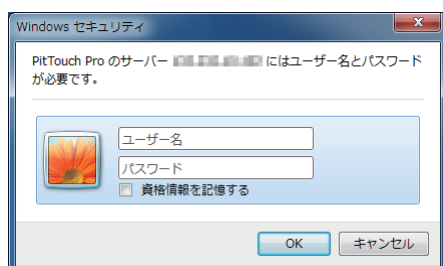 Windows セキュリティ
PitTouch Pro のサーバー にはユーザー名とパスワード
が必要です。
ユーザー名
パスワード
資格情報を記憶する
OK キャンセル